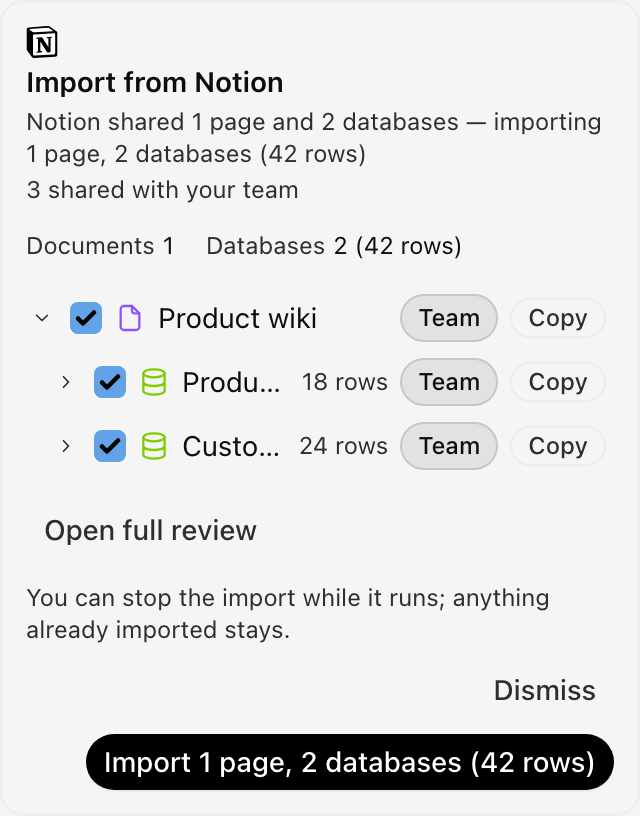 Import from Notion
Notion shared 1 page and 2 databases — importing
1 page, 2 databases (42 rows)
3 shared with your team
Documents 1 Databases 2 (42 rows)
Product wiki Team Copy
Produ... 18 rows Team Copy
Custo... 24 rows Team Copy
Open full review
You can stop the import while it runs; anything
already imported stays.
Dismiss
Import 1 page, 2 databases (42 rows)